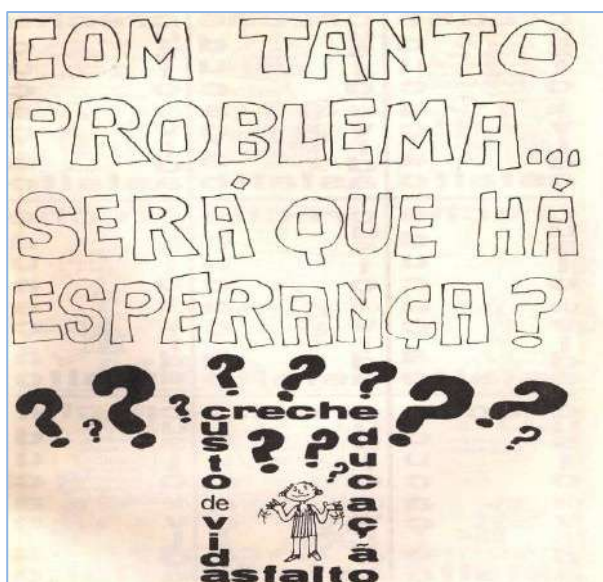 COM TANTO
PROBLEMA...
SERÁ QUE HÁ
ESPERANÇA?
? ? ? ? ? ? ? ? ? ?
creche
? ? ?
custo de vida
educação
asfalto